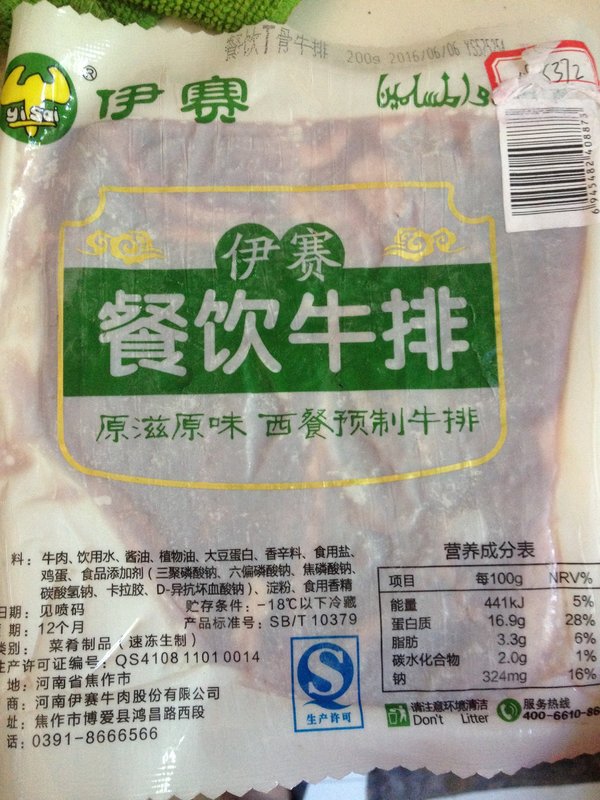 餐饮丁骨牛排 200g 2016/06/06
5372
yi Sai
®
伊赛
6945482408873
伊赛
餐饮牛排
原滋原味 西餐预制牛排
料：牛肉、饮用水、酱油、植物油、大豆蛋白、香辛料、食用盐、
鸡蛋、食品添加剂（三聚磷酸钠、六偏磷酸钠、焦磷酸钠、
碳酸氢钠、卡拉胶、D-异抗坏血酸钠）、淀粉、食用香精
日期：见喷码 贮存条件：-18℃以下冷藏
期：12个月 产品标准号：SB/T 10379
类别：菜肴制品（速冻生制）
生产许可证编号：QS4108 1101 0014
地：河南省焦作市
商：河南伊赛牛肉股份有限公司
址：焦作市博爱县鸿昌路西段
话：0391-8666566
QS
生产许可
营养成分表
项目 每100g NRV%
能量 441kJ 5%
蛋白质 16.9g 28%
脂肪 3.3g 6%
碳水化合物 2.0g 1%
钠 324mg 16%
请注意环境清洁
Don't Litter
服务热线
400-6610-86